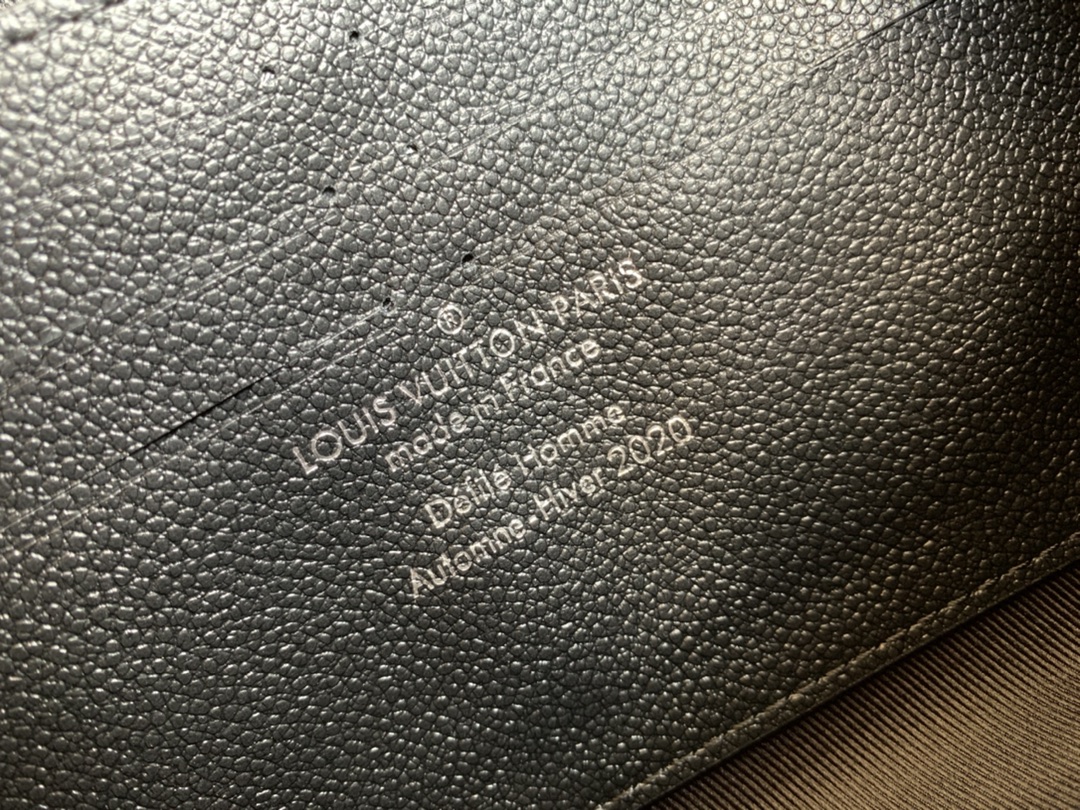 ®
LOUIS VUITTON PARIS
made in France
Défilé Homme
Automne-Hiver 2020